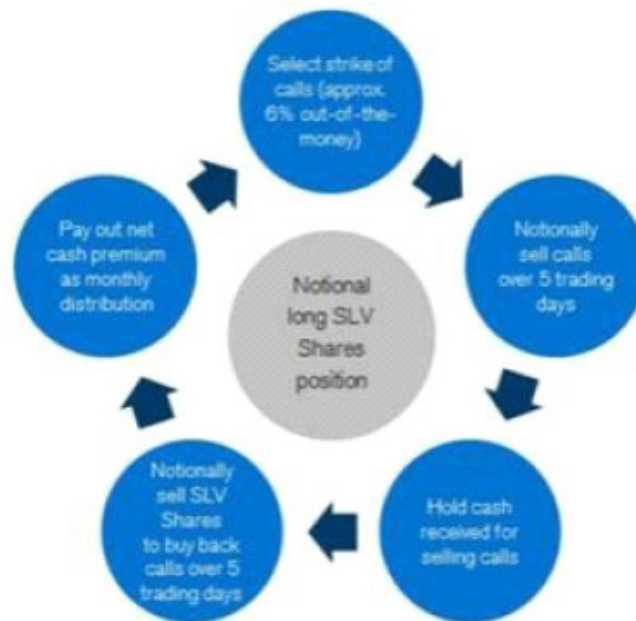 Select strike of
calls (approx.
6% out-of-the-
money)
Notionally
sell calls
over 5 trading
days
Hold cash
received for
selling calls
Notionally
sell SLV
Shares
to buy back
calls over 5
trading days
Pay out net
cash premium
as monthly
distribution
Notional
long SLV
Shares
position